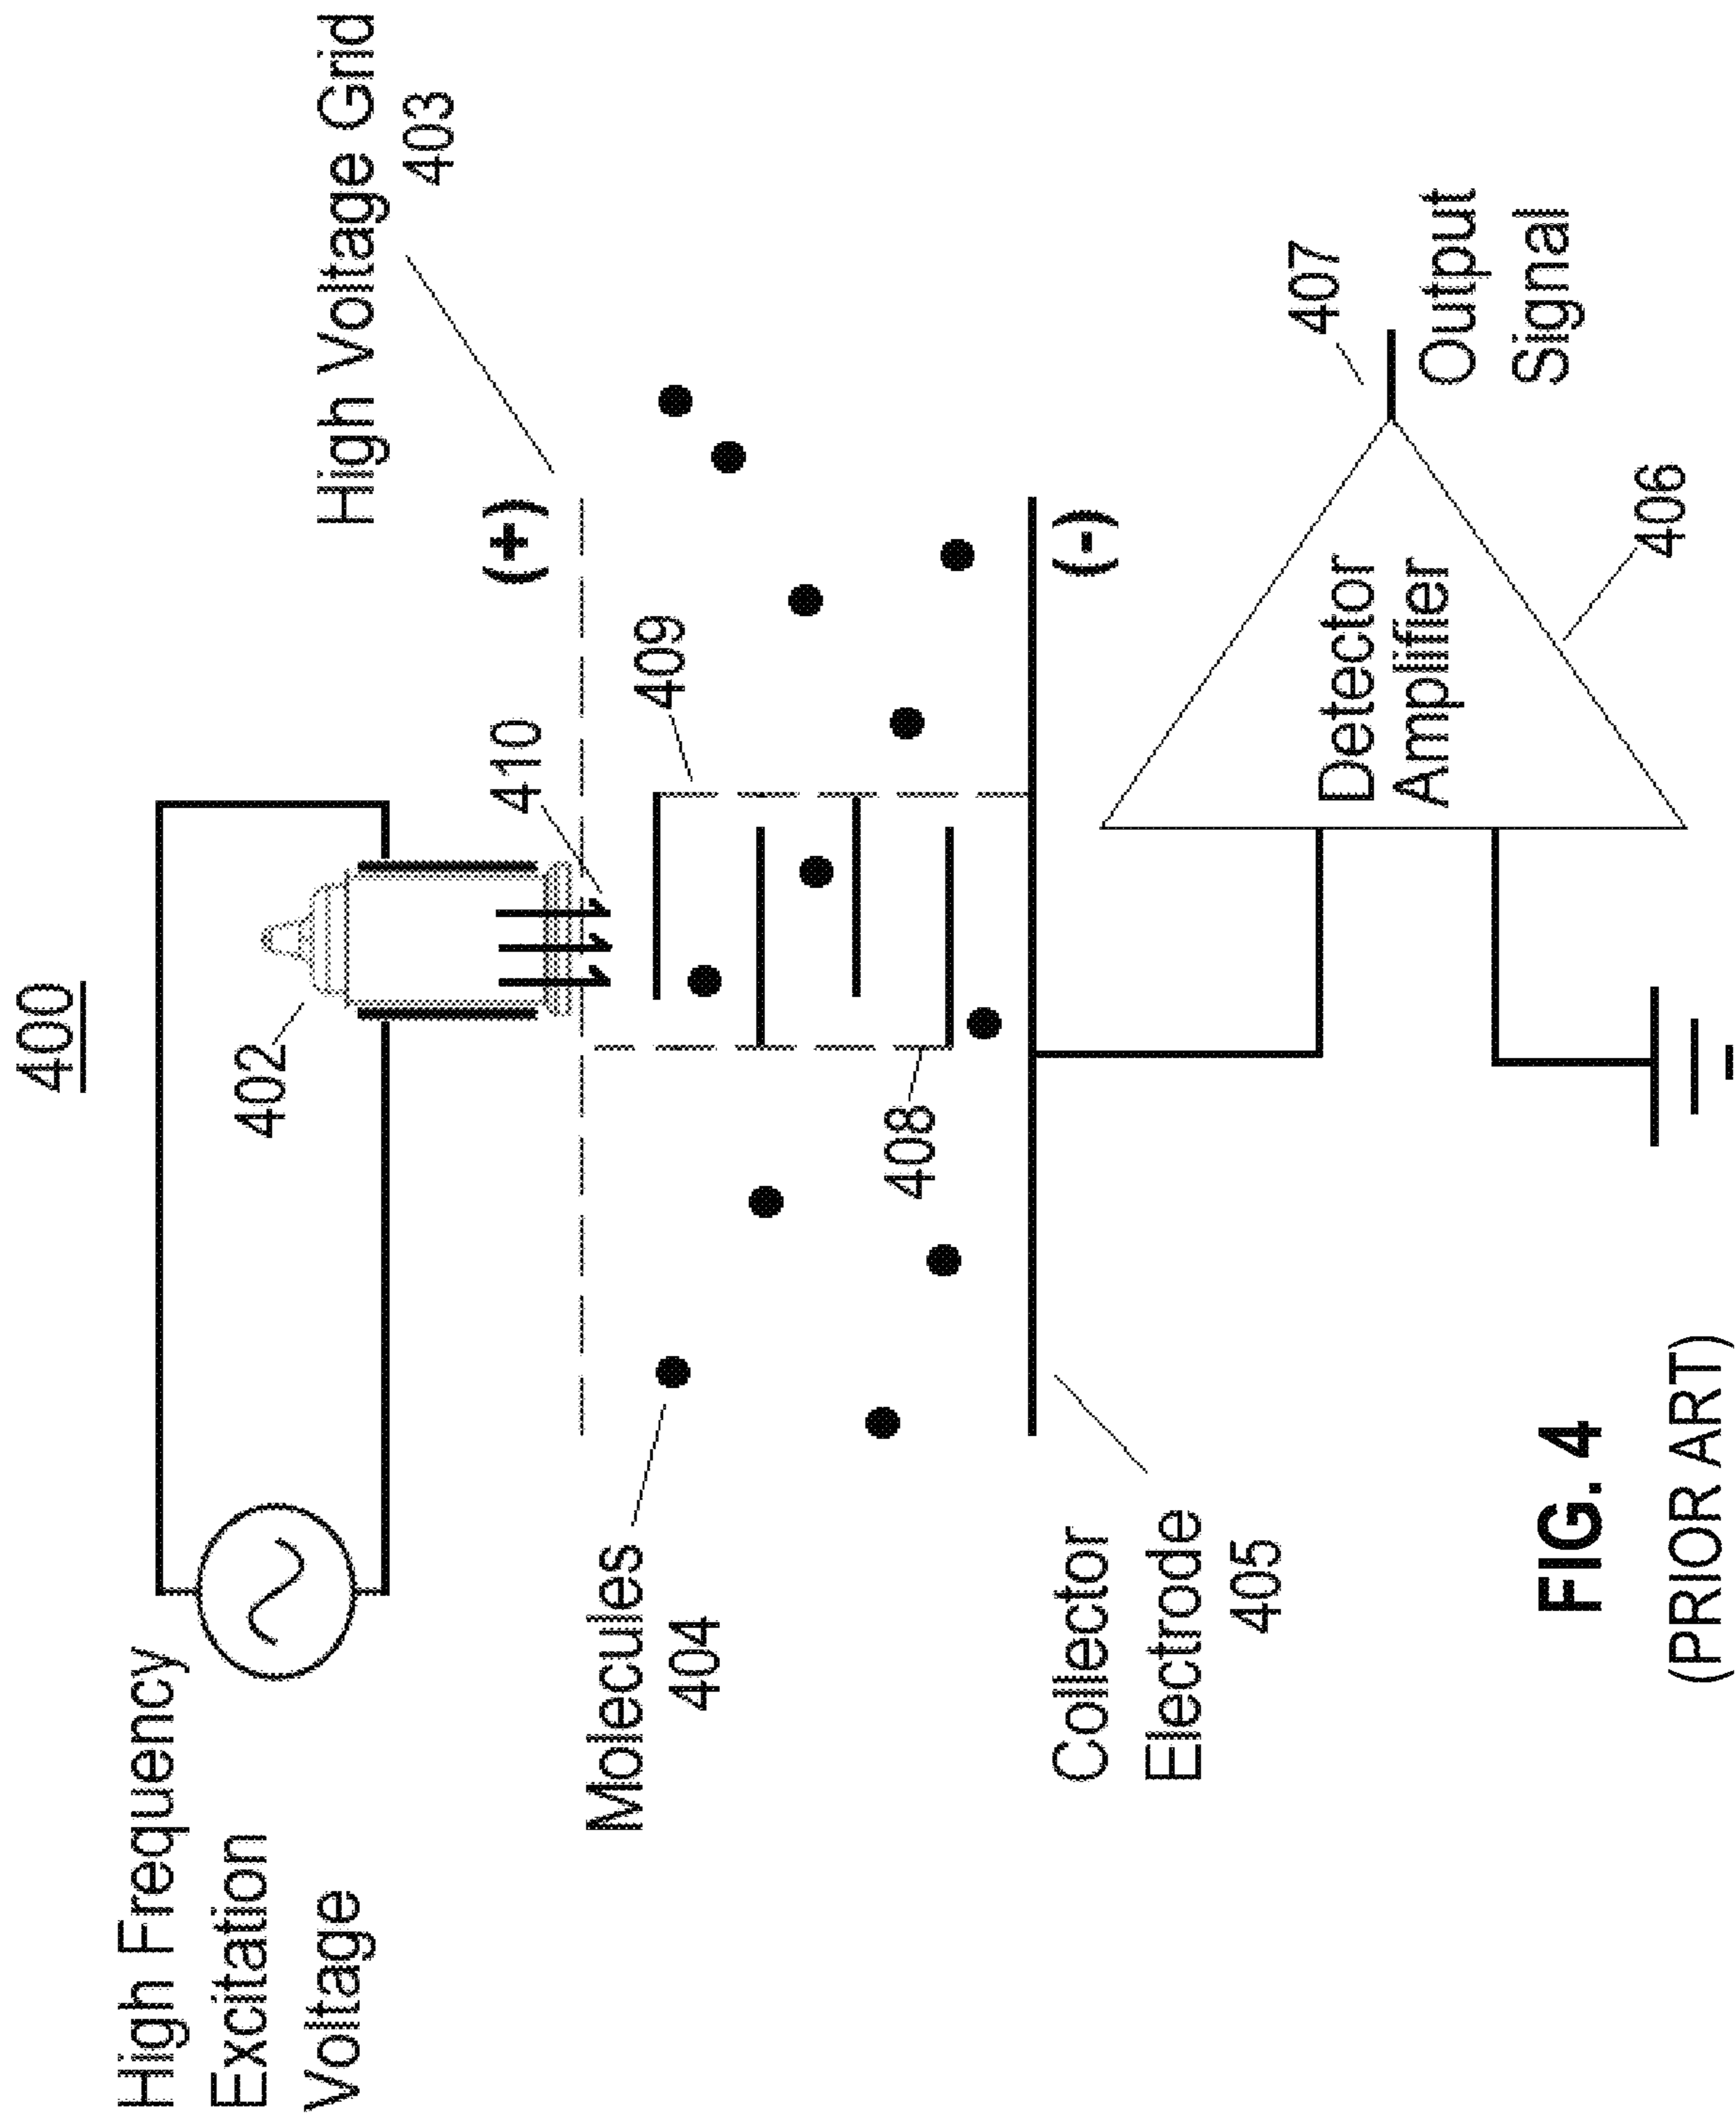 400
High Frequency
Excitation
Voltage
402
High Voltage Grid
403
410
(+)
Molecules
404
409
408
Collector
Electrode
405
(-)
Detector
Amplifier
406
407
Output
Signal
FIG. 4
(PRIOR ART)